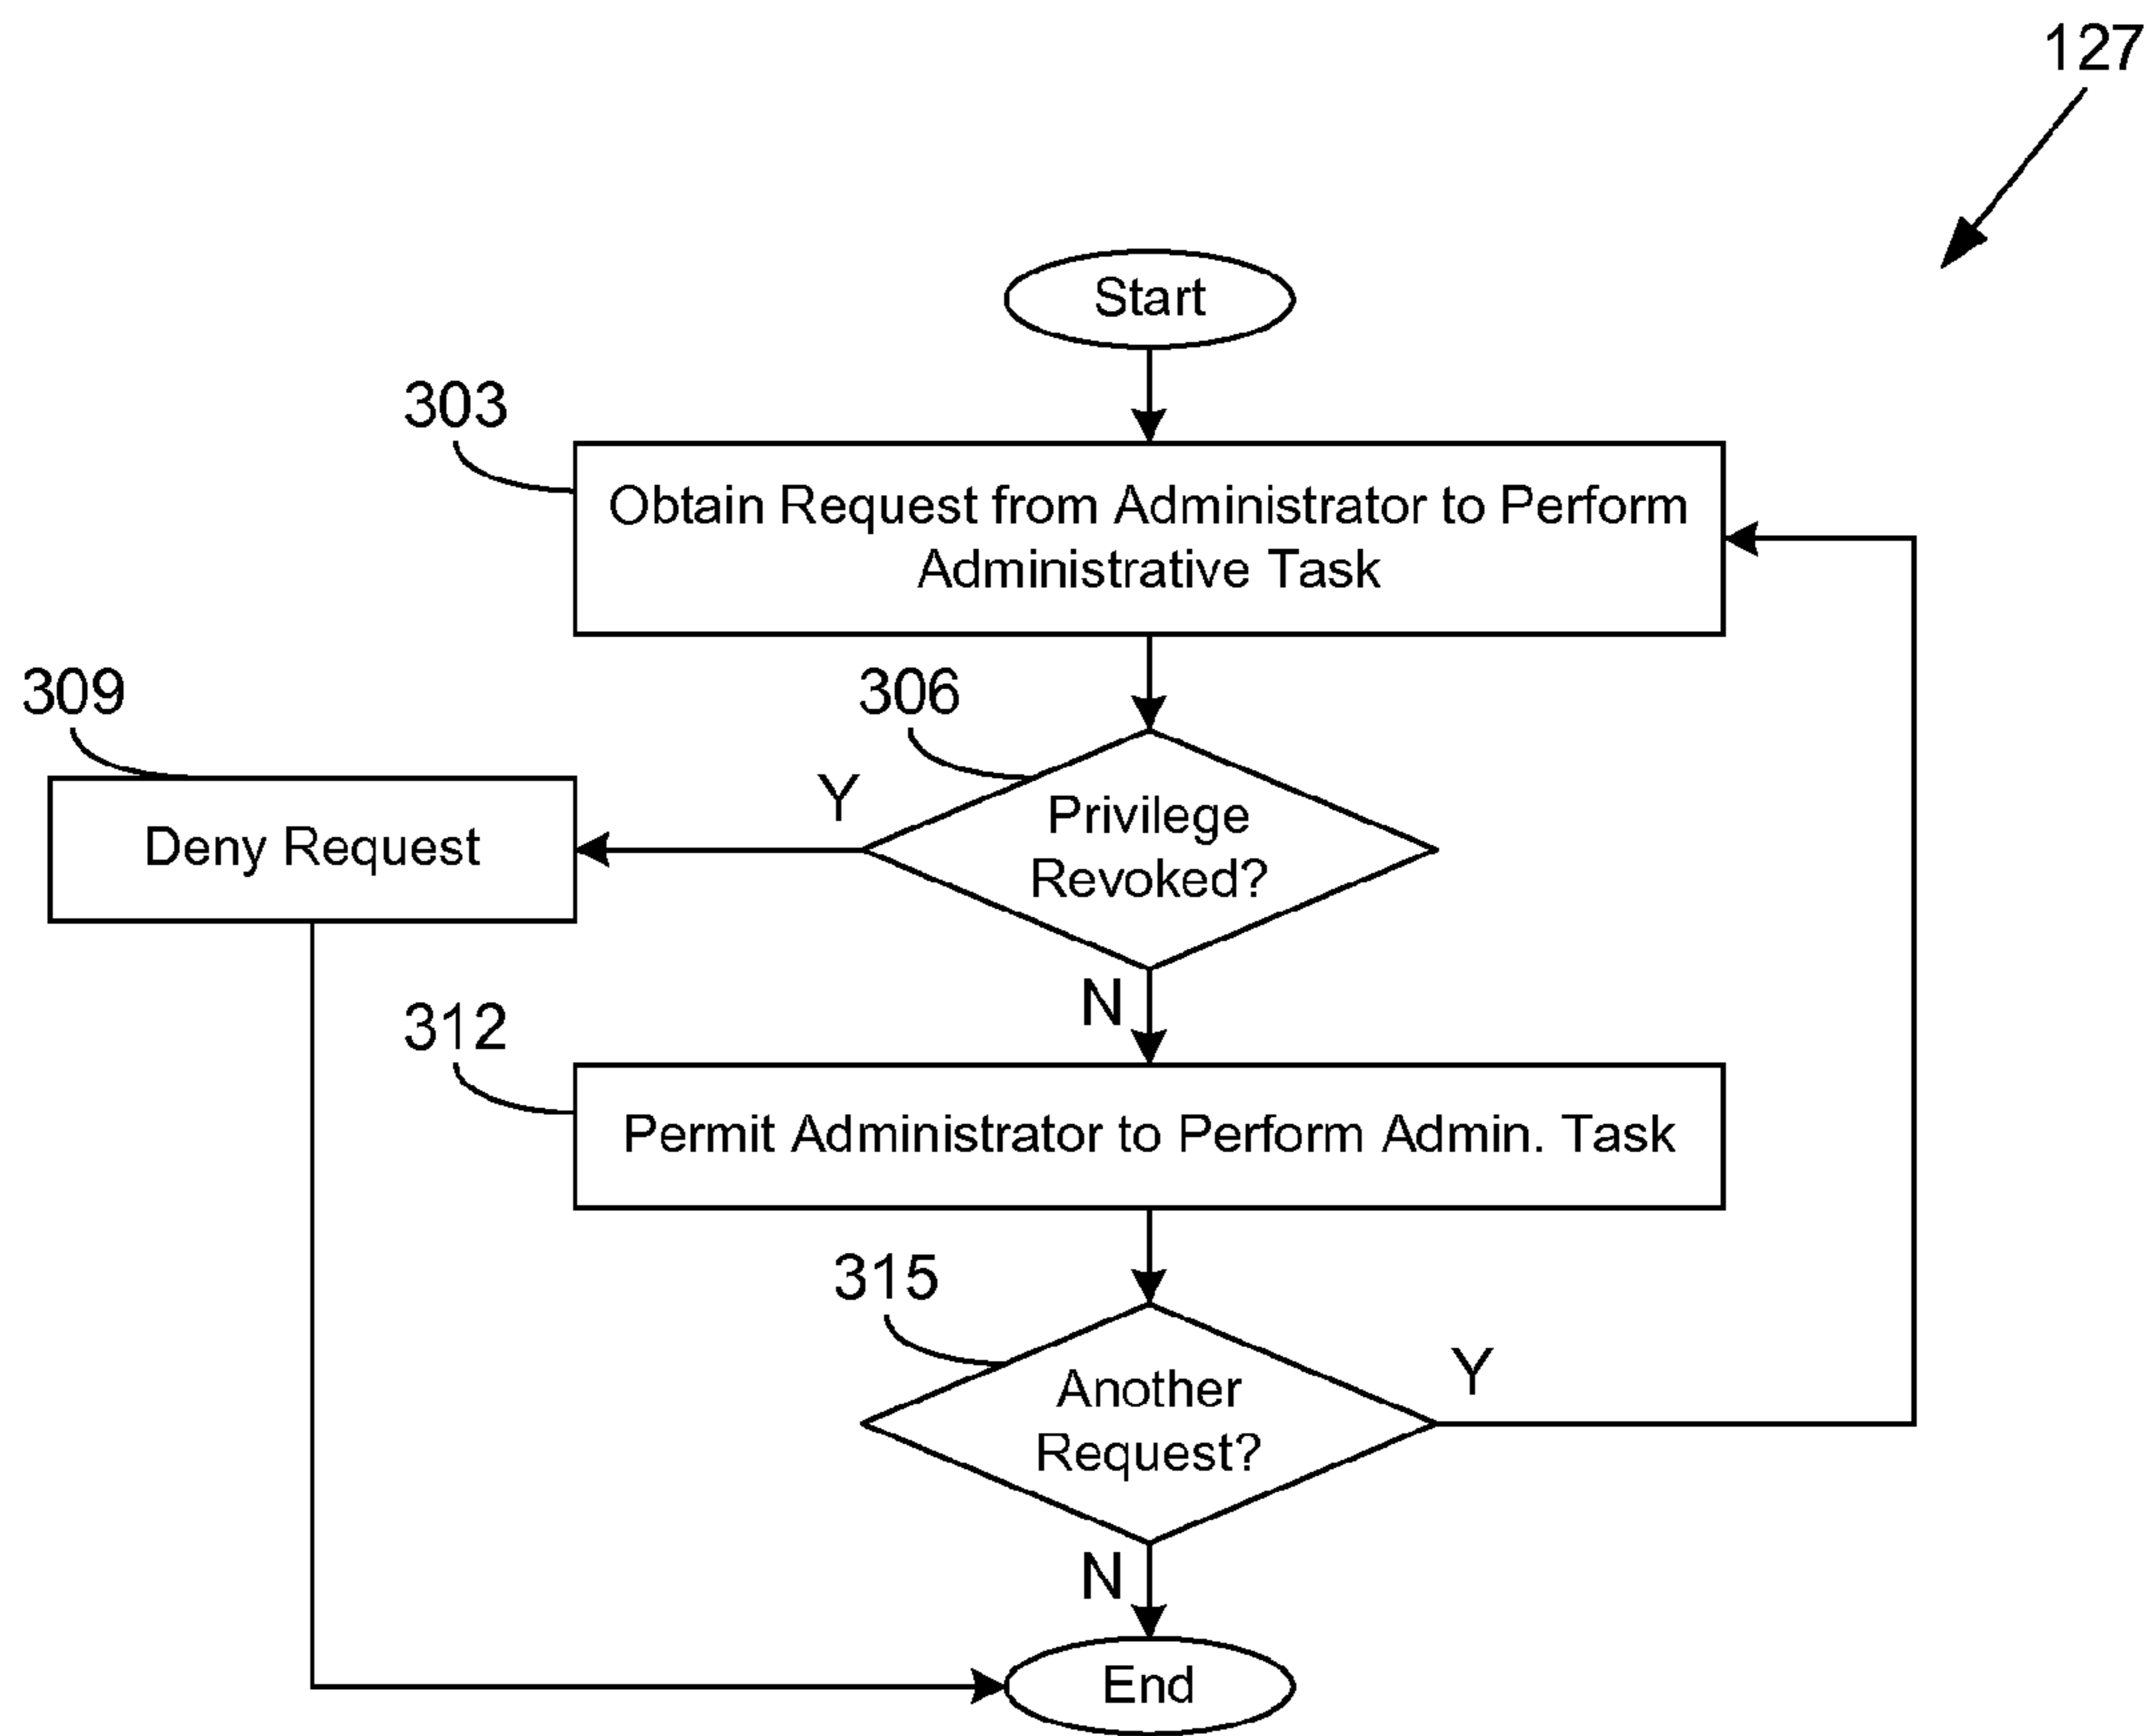 127
Start
303
Obtain Request from Administrator to Perform
Administrative Task
309
306
Y
Privilege
Revoked?
Deny Request
N
312
Permit Administrator to Perform Admin. Task
315
Another
Request?
Y
N
End